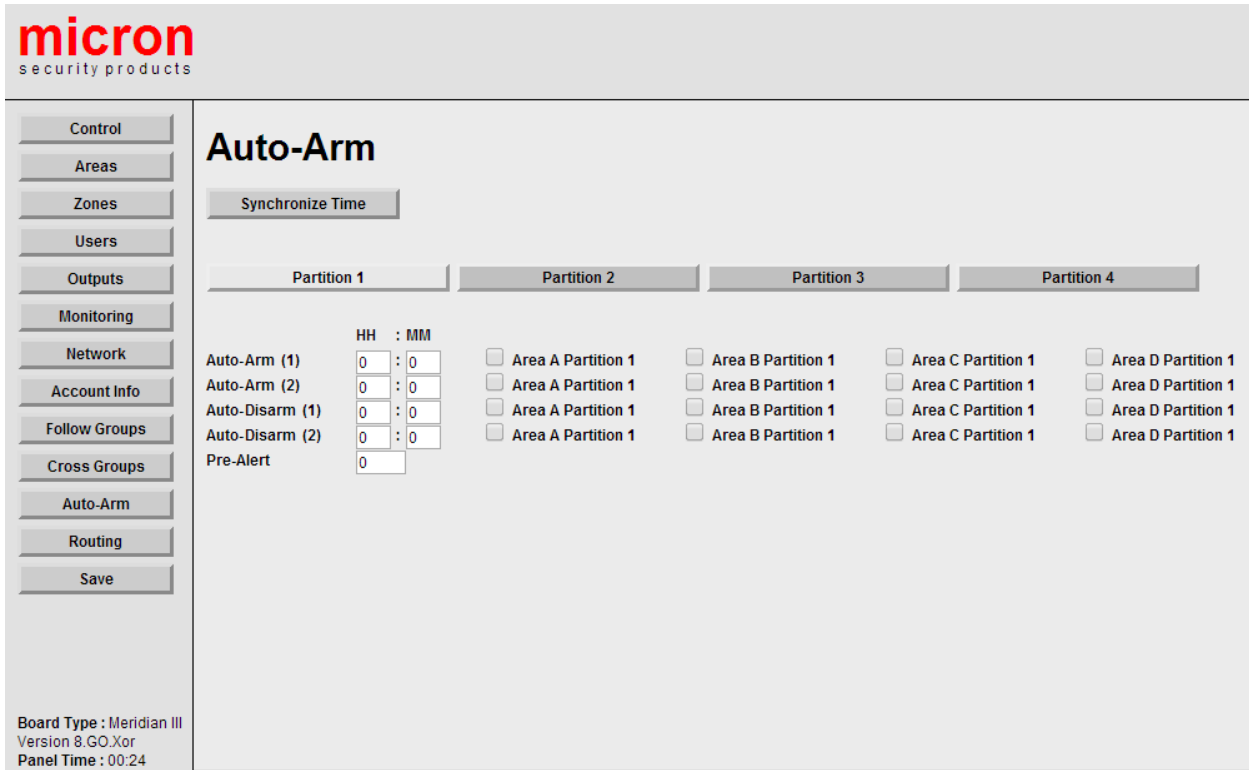 micron
security products
Control
Areas
Zones
Users
Outputs
Monitoring
Network
Account Info
Follow Groups
Cross Groups
Auto-Arm
Routing
Save
Board Type : Meridian III
Version 8.GO.Xor
Panel Time : 00:24
Auto-Arm
Synchronize Time
Partition 1 Partition 2 Partition 3 Partition 4
HH : MM
Auto-Arm (1) 0 : 0 Area A Partition 1 Area B Partition 1 Area C Partition 1 Area D Partition 1
Auto-Arm (2) 0 : 0 Area A Partition 1 Area B Partition 1 Area C Partition 1 Area D Partition 1
Auto-Disarm (1) 0 : 0 Area A Partition 1 Area B Partition 1 Area C Partition 1 Area D Partition 1
Auto-Disarm (2) 0 : 0 Area A Partition 1 Area B Partition 1 Area C Partition 1 Area D Partition 1
Pre-Alert 0